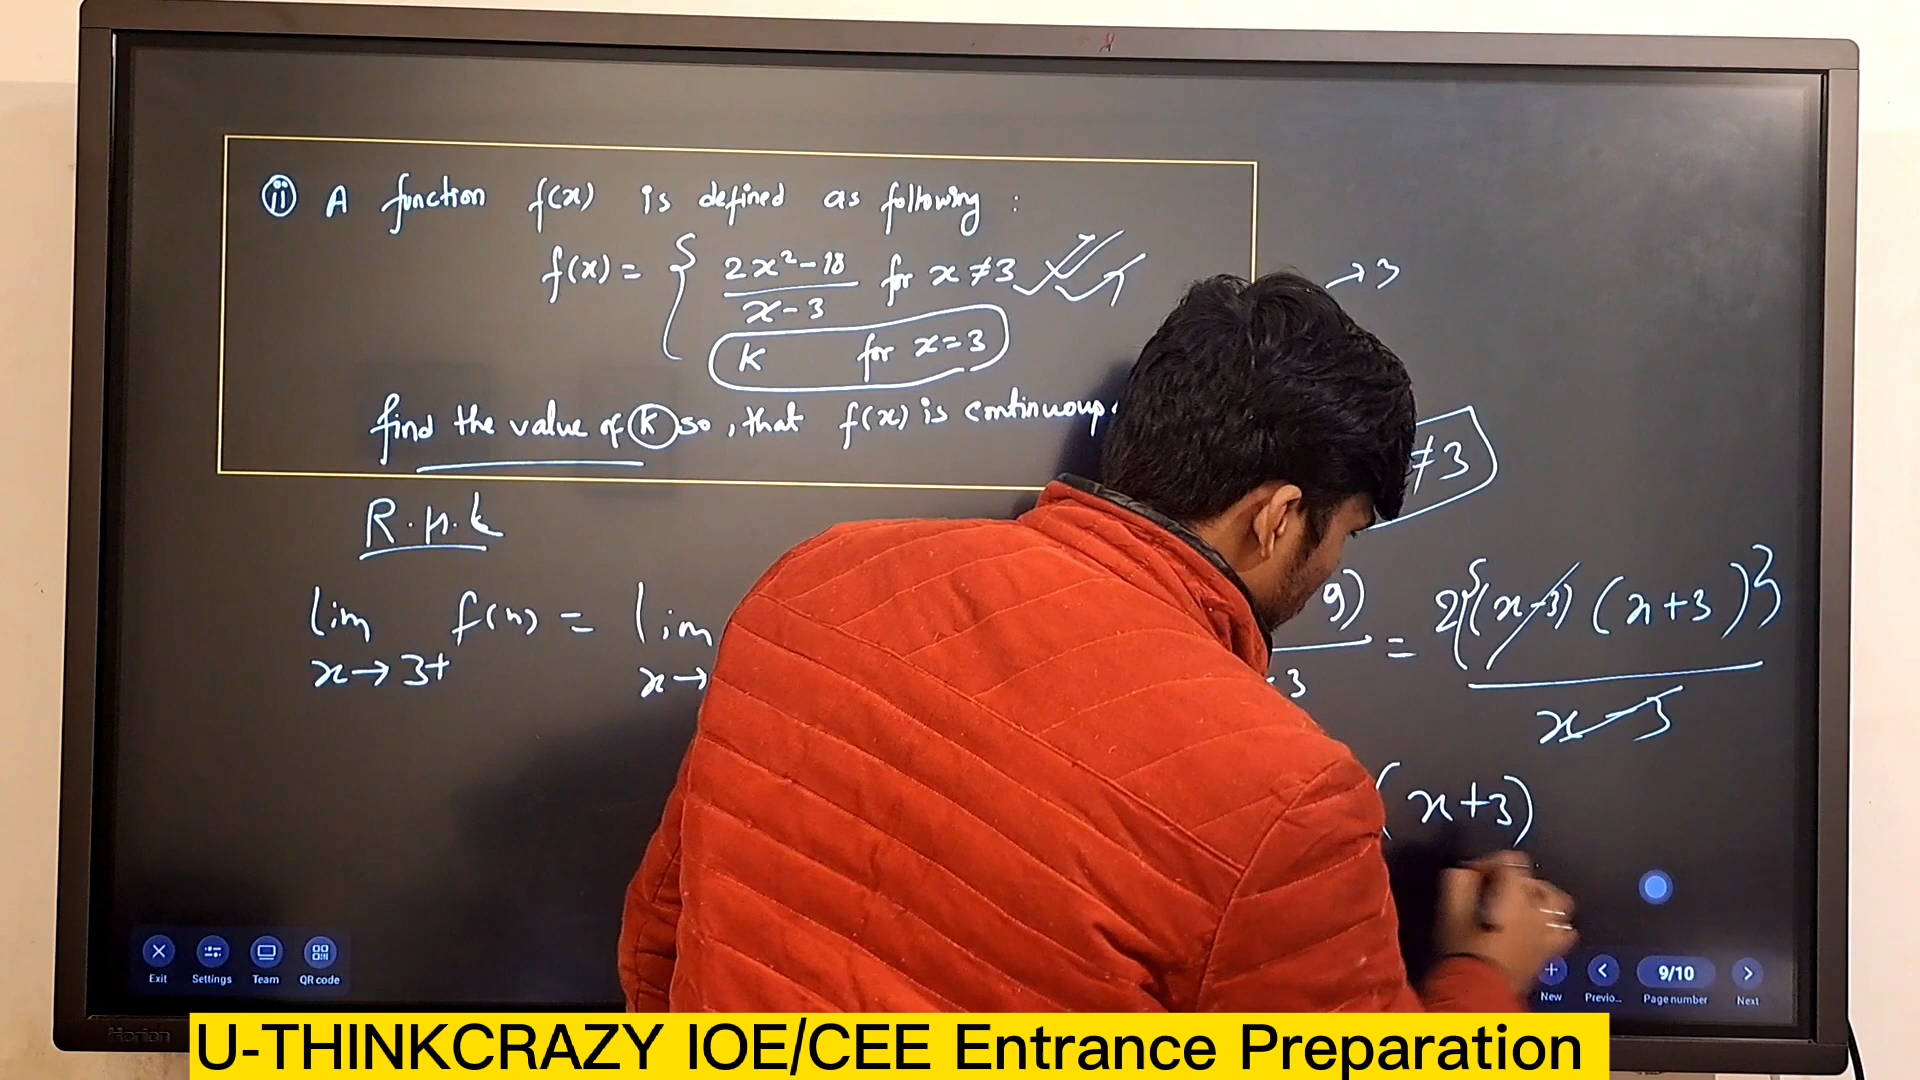 (ii) A function f(x) is defined as following :
f(x) = { 2x²-18 / x-3 for x ≠ 3
k for x = 3
find the value of k so, that f(x) is continuous.
→ 3
≠ 3
R.H.L
lim f(x) = lim 9) = 2{(x-3) (x+3)}
x → 3+ x → -3 x-3
(x+3)
Exit Settings Team QR code
New Previo... 9/10 Page number Next
Horion
U-THINKCRAZY IOE/CEE Entrance Preparation